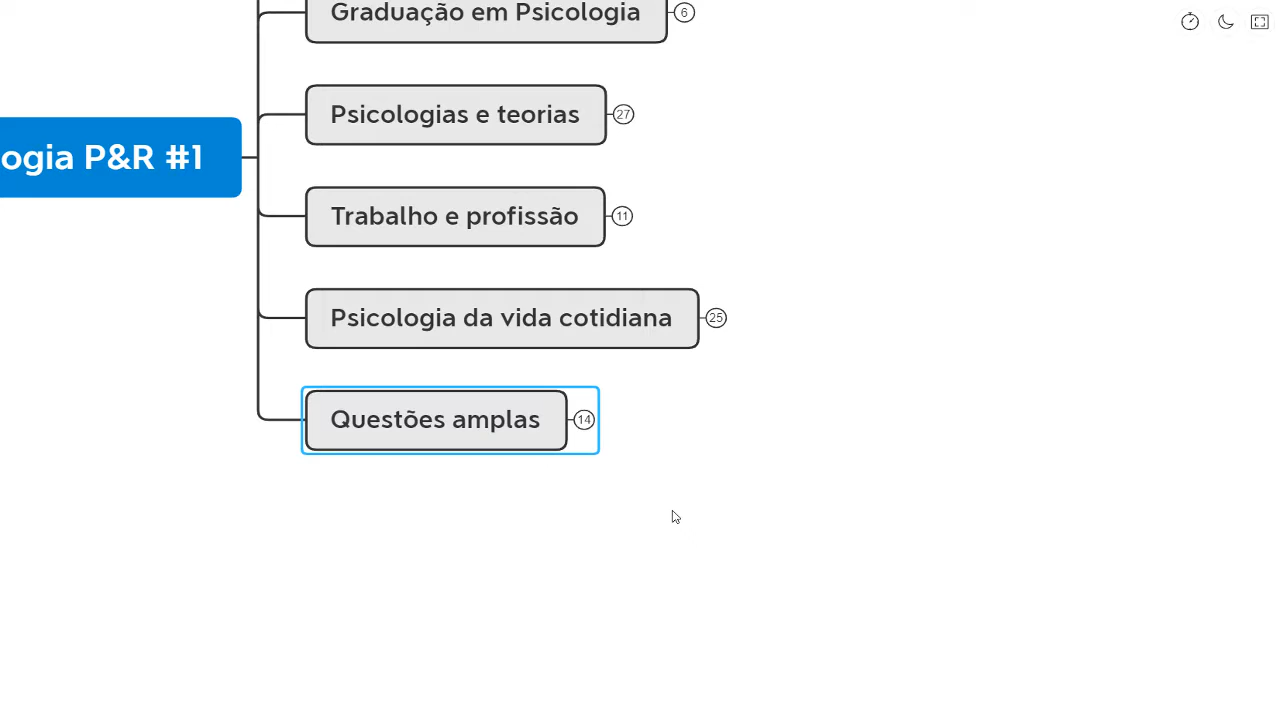 Graduação em Psicologia
6
Psicologias e teorias
27
ogia P&R #1
Trabalho e profissão
11
Psicologia da vida cotidiana
25
Questões amplas
14